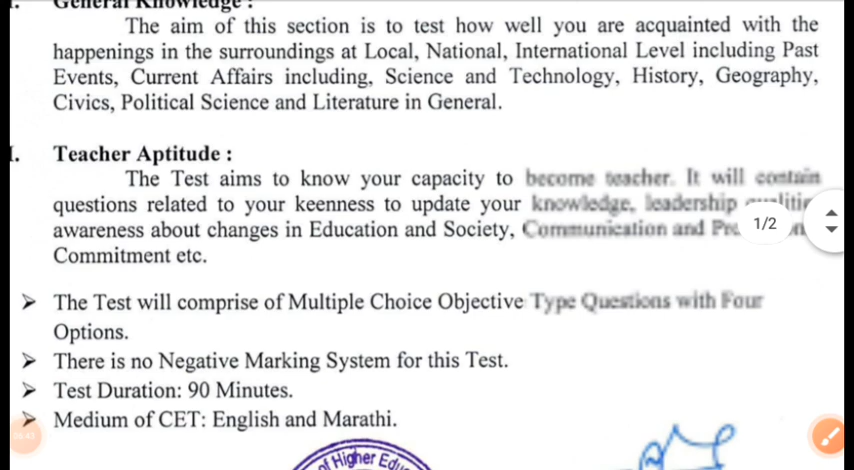 General Knowledge :
The aim of this section is to test how well you are acquainted with the
happenings in the surroundings at Local, National, International Level including Past
Events, Current Affairs including, Science and Technology, History, Geography,
Civics, Political Science and Literature in General.
I. Teacher Aptitude :
The Test aims to know your capacity to become teacher. It will contain
questions related to your keenness to update your knowledge, leadership
awareness about changes in Education and Society, Communication and
1/2
Commitment etc.
➤ The Test will comprise of Multiple Choice Objective Type Questions with Four
Options.
➤ There is no Negative Marking System for this Test.
➤ Test Duration: 90 Minutes.
➤ Medium of CET: English and Marathi.
of Higher